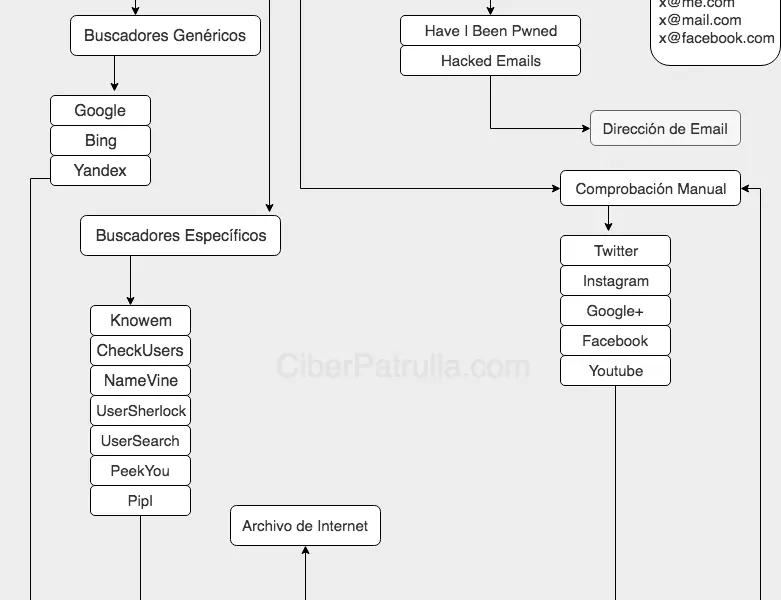 x@me.com
x@mail.com
x@facebook.com
Buscadores Genéricos
Have I Been Pwned
Hacked Emails
Google
Bing
Yandex
Dirección de Email
Comprobación Manual
Buscadores Específicos
Twitter
Instagram
Google+
Facebook
Youtube
Knowem
CheckUsers
NameVine
UserSherlock
UserSearch
PeekYou
Pipl
CiberPatrulla.com
Archivo de Internet